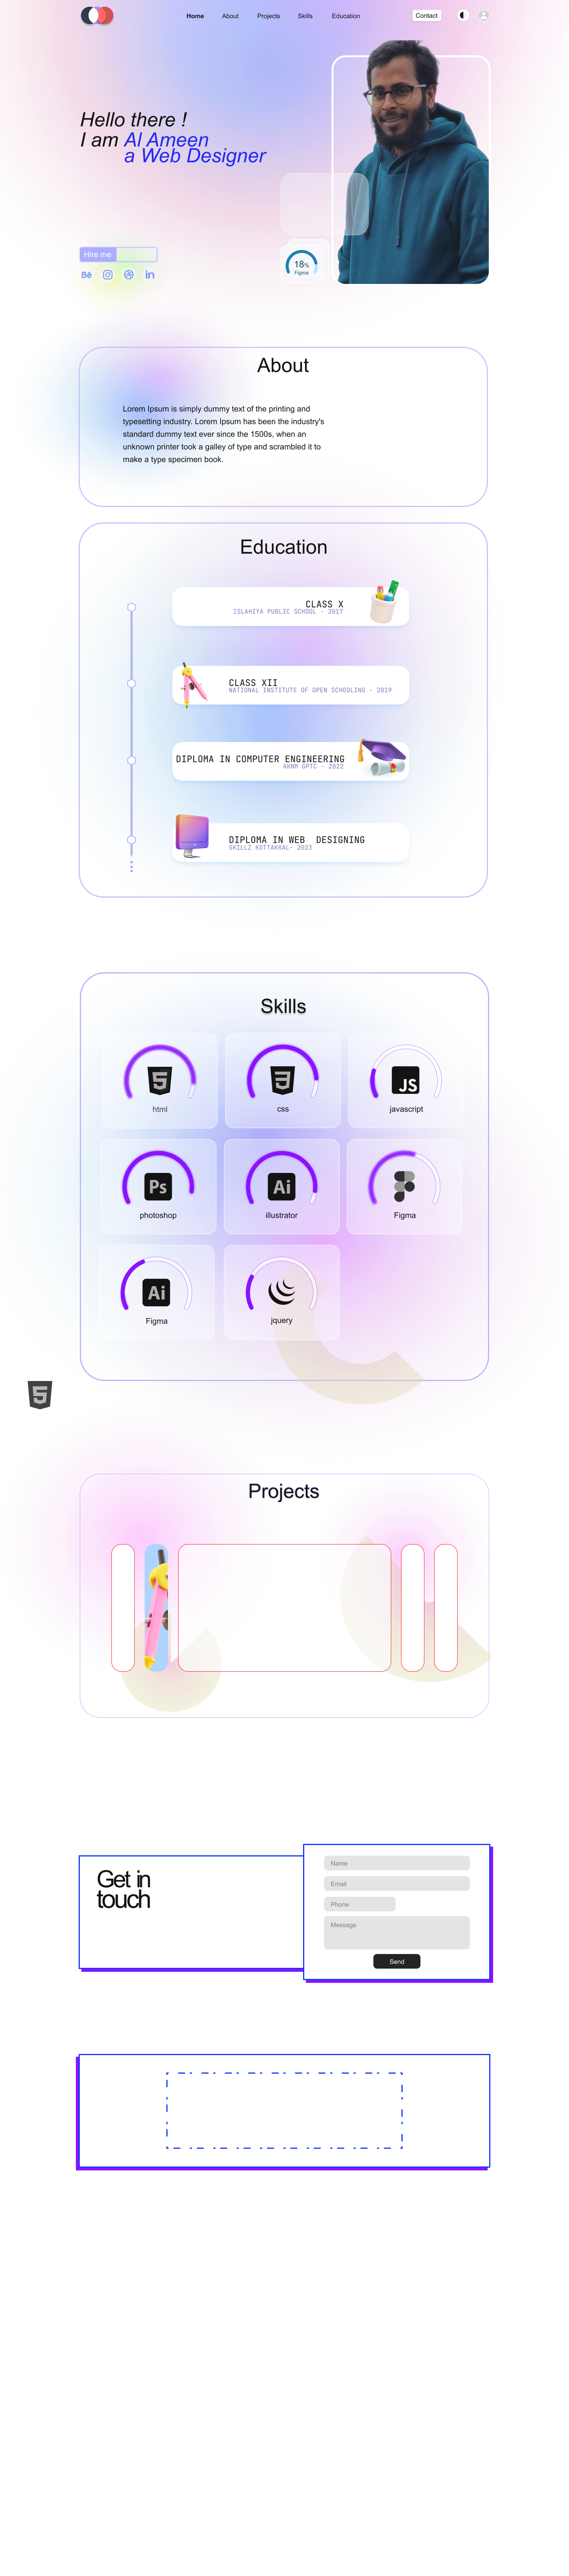 Home About Projects Skills Education Contact
Hello there !
I am Al Ameen
a Web Designer
Hire me
Bē in
18%
Figma
About
Lorem Ipsum is simply dummy text of the printing and
typesetting industry. Lorem Ipsum has been the industry's
standard dummy text ever since the 1500s, when an
unknown printer took a galley of type and scrambled it to
make a type specimen book.
Education
CLASS X
ISLAHIYA PUBLIC SCHOOL - 2017
CLASS XII
NATIONAL INSTITUTE OF OPEN SCHOOLING - 2019
DIPLOMA IN COMPUTER ENGINEERING
AKNM GPTC - 2022
DIPLOMA IN WEB DESIGNING
SKILLZ KOTTAKKAL- 2023
Skills
5 3 JS
html css javascript
Ps Ai
photoshop illustrator Figma
Ai
Figma jquery
5
Projects
Get in
touch
Name
Email
Phone
Message
Send